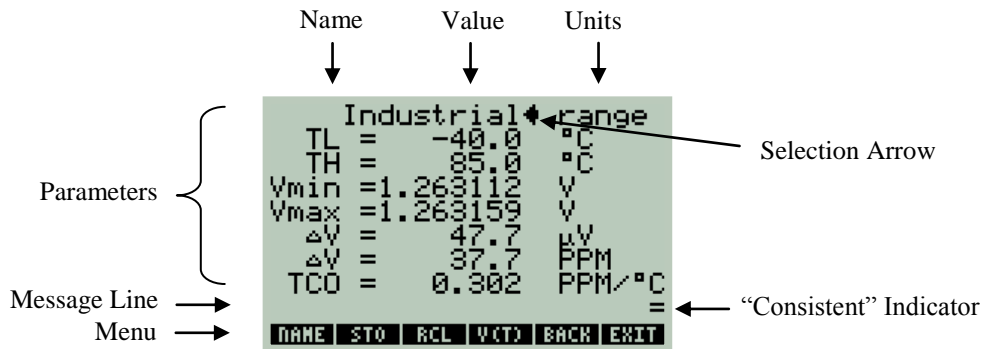 Name Value Units
Industrial range
TL = -40.0 °C
TH = 85.0 °C
Selection Arrow
Parameters
Vmin =1.263112 V
Vmax =1.263159 V
△V = 47.7 µV
△V = 37.7 PPM
TCO = 0.302 PPM/°C
Message Line
=
“Consistent” Indicator
Menu
NAME STO RCL V(T) BACK EXIT